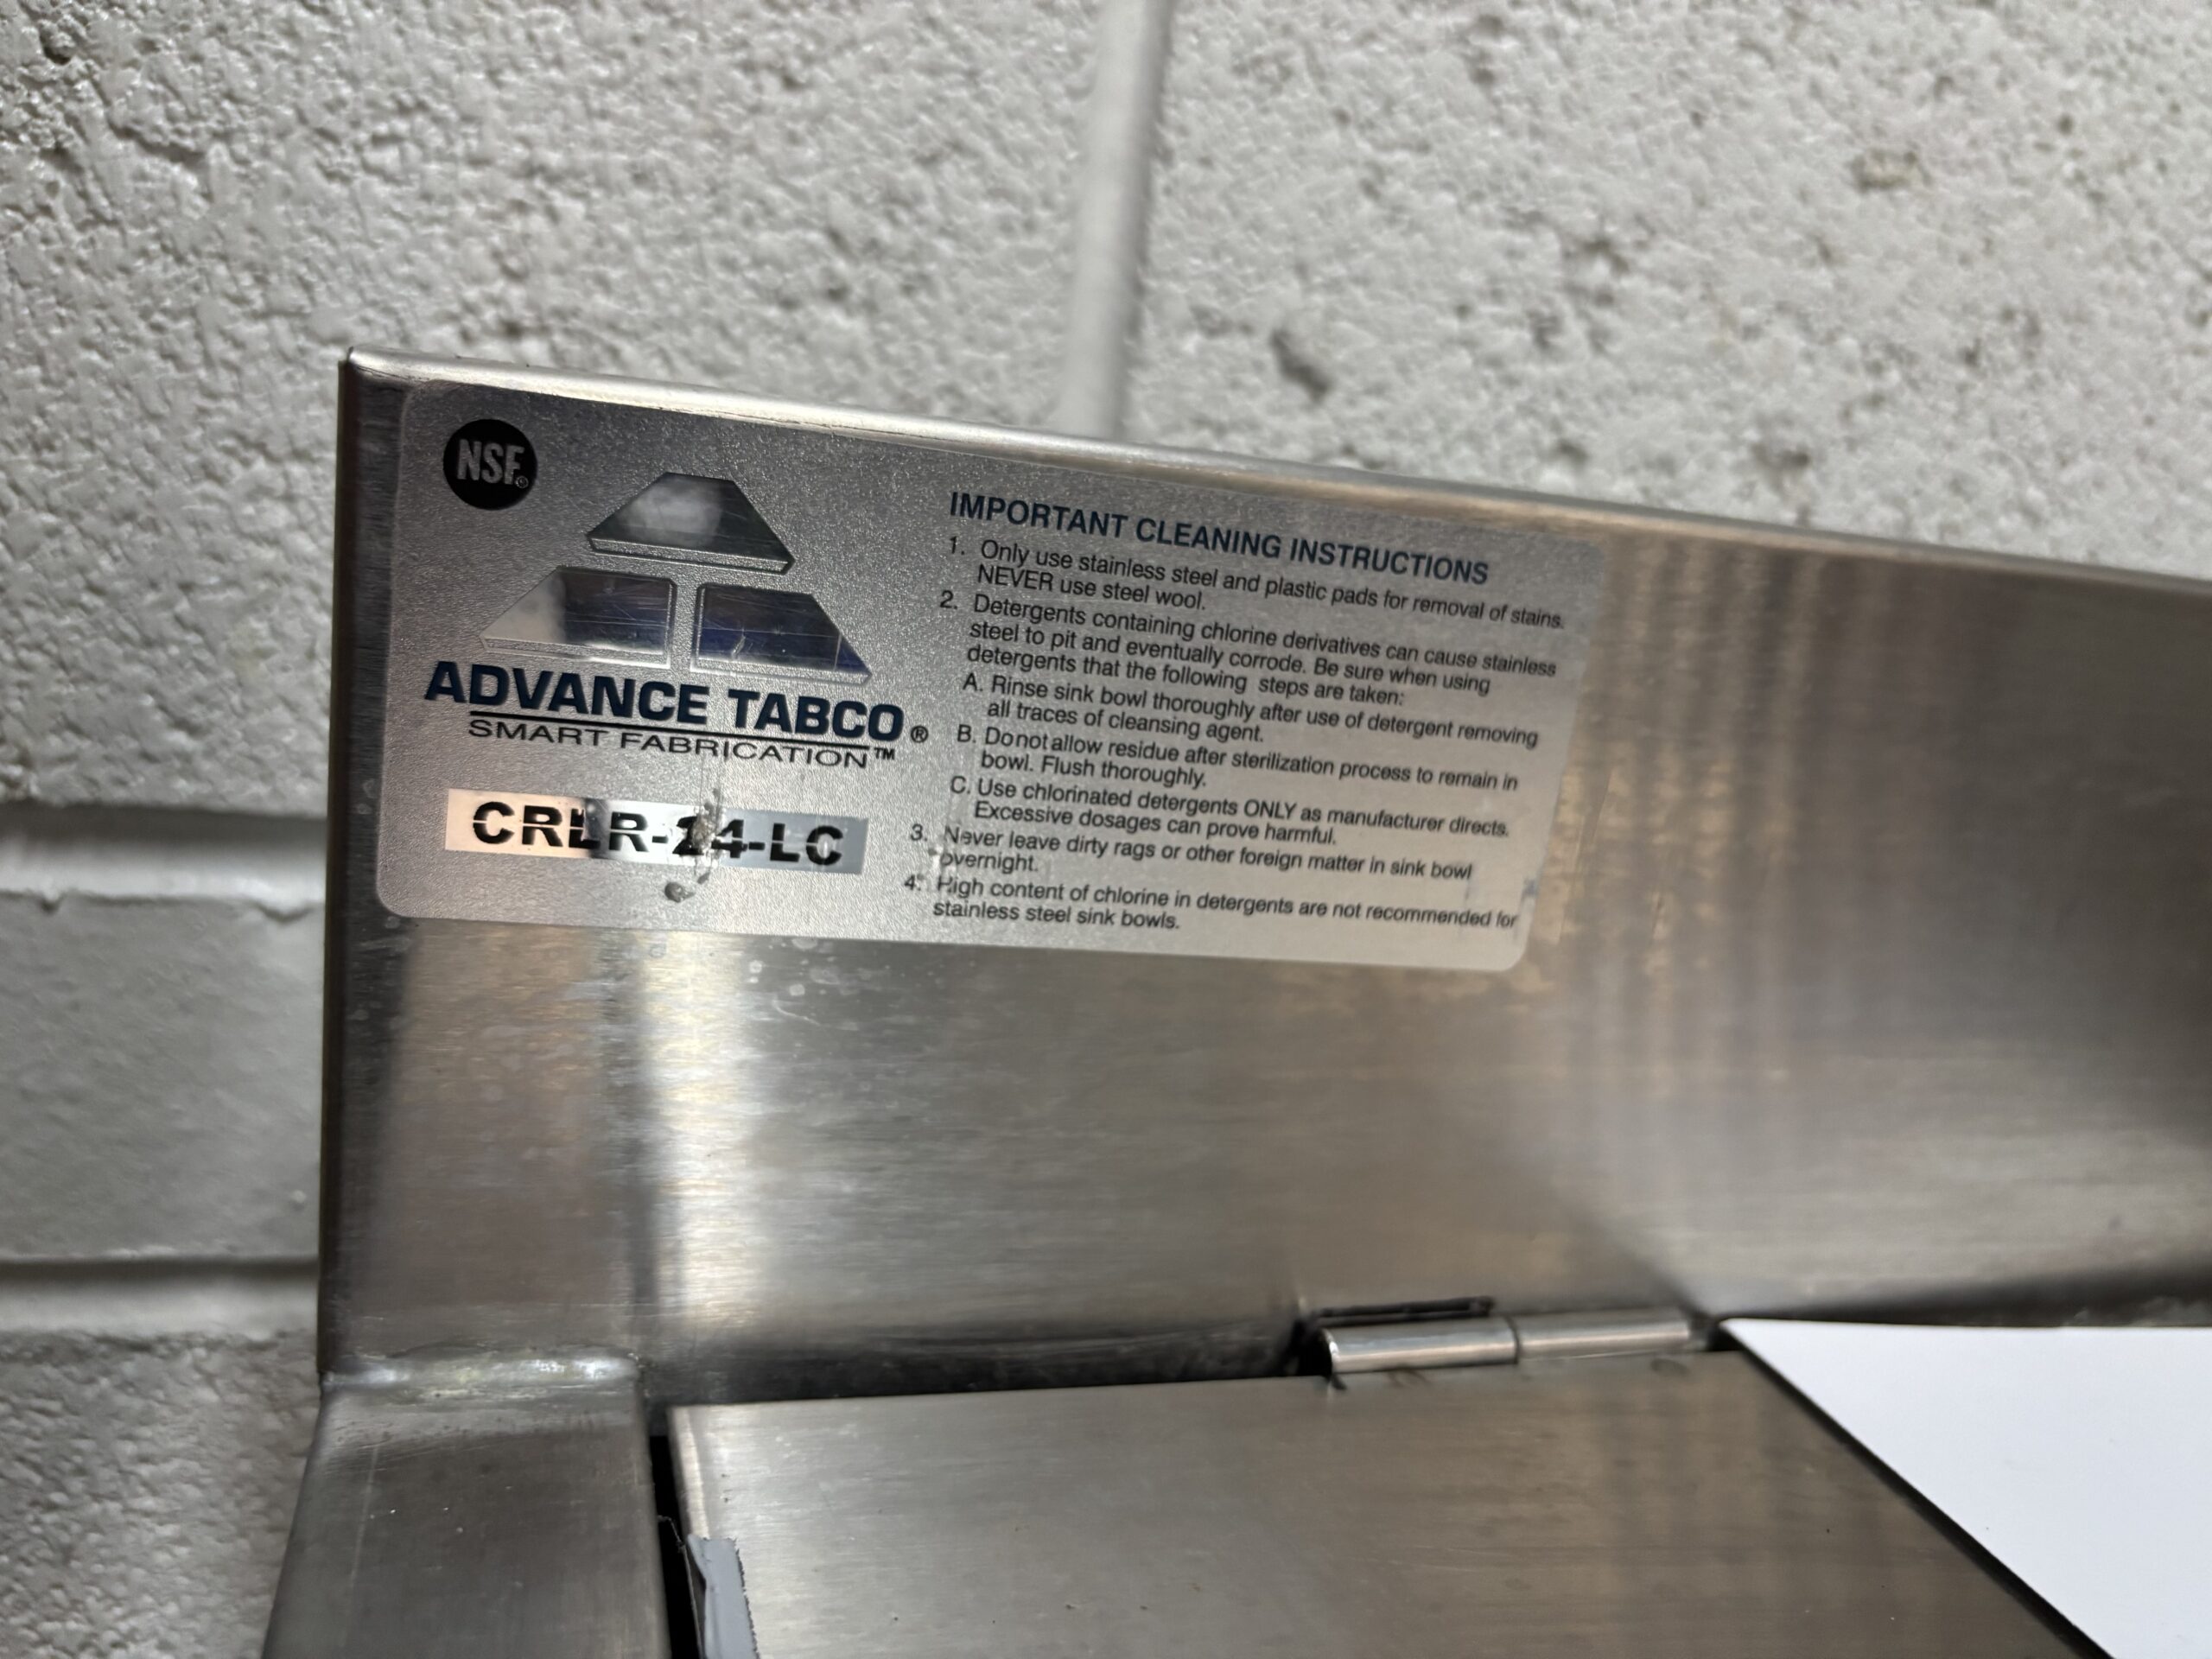 NSF®
ADVANCE TABCO®
SMART FABRICATION™
IMPORTANT CLEANING INSTRUCTIONS
1. Only use stainless steel and plastic pads for removal of stains.
NEVER use steel wool.
2. Detergents containing chlorine derivatives can cause stainless
steel to pit and eventually corrode. Be sure when using
detergents that the following steps are taken:
A. Rinse sink bowl thoroughly after use of detergent removing
all traces of cleansing agent.
B. Do not allow residue after sterilization process to remain in
bowl. Flush thoroughly.
C. Use chlorinated detergents ONLY as manufacturer directs.
Excessive dosages can prove harmful.
3. Never leave dirty rags or other foreign matter in sink bowl
overnight.
4. High content of chlorine in detergents are not recommended for
stainless steel sink bowls.